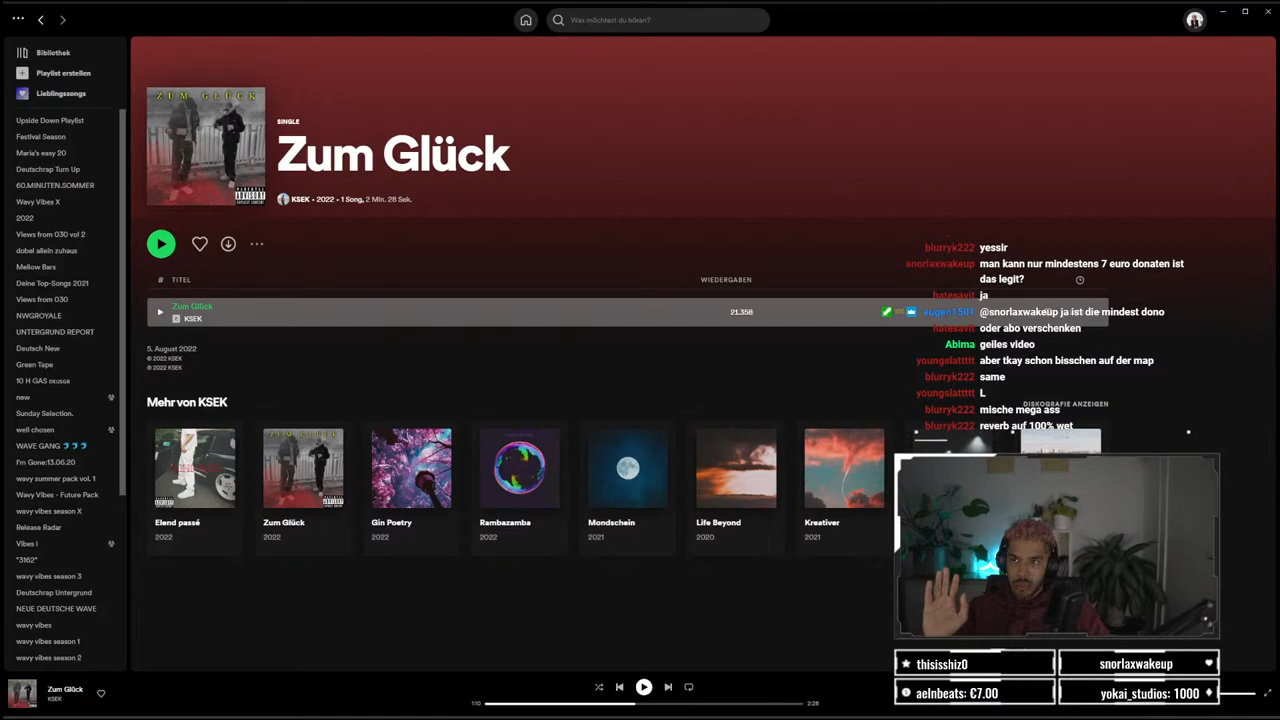 Was möchtest du hören?
Bibliothek
Playlist erstellen
Lieblingssongs
Upside Down Playlist
Festival Season
Maria's easy 20
Deutschrap Turn Up
60.MINUTEN.SOMMER
Wavy Vibes X
2022
Views from 030 vol 2
dobel allein zuhaus
Mellow Bars
Deine Top-Songs 2021
Views from 030
NWGROYALE
UNTERGRUND REPORT
Deutsch New
Green Tape
10 H GAS
new
Sunday Selection.
well chosen
WAVE GANG
I'm Gone:13.06.20
wavy summer pack vol. 1
Wavy Vibes - Future Pack
wavy vibes season X
Release Radar
Vibes |
"3162"
wavy vibes season 3
Deutschrap Untergrund
NEUE DEUTSCHE WAVE
wavy vibes
wavy vibes season 1
wavy vibes season 2
ZUM GLÜCK
PARENTAL
ADVISORY
EXPLICIT CONTENT
SINGLE
Zum Glück
KSEK • 2022 • 1 Song, 2 Min. 28 Sek.
# TITEL WIEDERGABEN
Zum Glück
E KSEK
21.358
5. August 2022
© 2022 KSEK
℗ 2022 KSEK
Mehr von KSEK
DISKOGRAFIE ANZEIGEN
ZUM GLÜCK
Elend passé
2022
Zum Glück
2022
Gin Poetry
2022
Rambazamba
2022
Mondschein
2021
Life Beyond
2020
Kreativer
2021
blurryk222 yessir
snorlaxwakeup man kann nur mindestens 7 euro donaten ist
das legit?
hatesavit ja
eugen1501 @snorlaxwakeup ja ist die mindest dono
hatesavit oder abo verschenken
Abima geiles video
youngslattttt aber tkay schon bisschen auf der map
blurryk222 same
youngslattttt L
blurryk222 mische mega ass
blurryk222 reverb auf 100% wet
thisisshiz0
snorlaxwakeup
aelnbeats: €7.00
yokai_studios: 1000
Zum Glück
KSEK
1:10
2:28